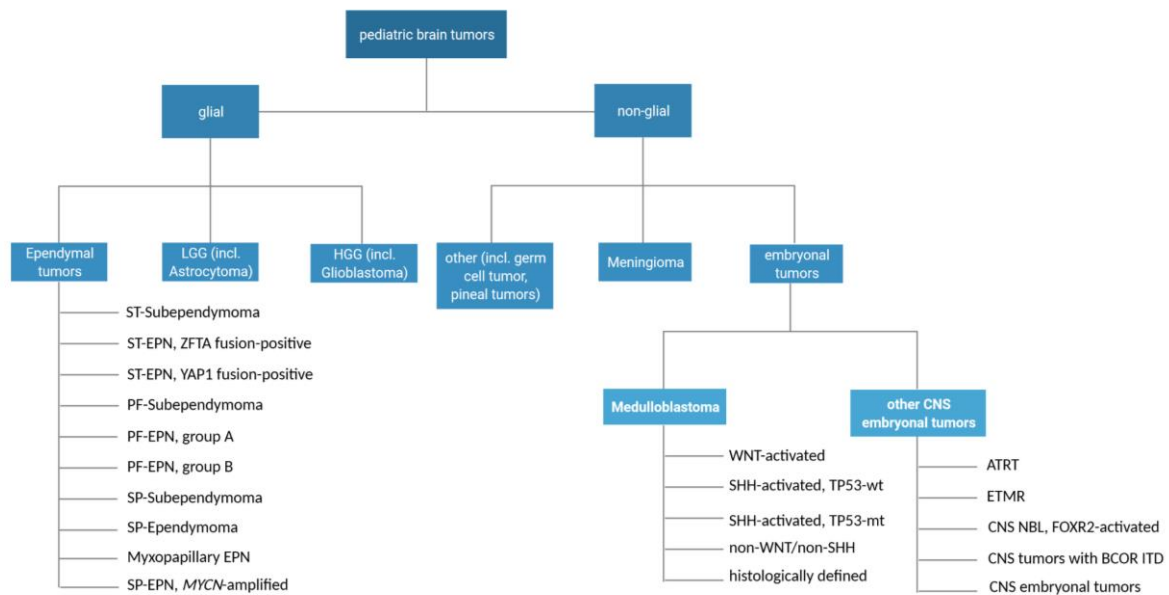 pediatric brain tumors
glial
non-glial
Ependymal
tumors
LGG (incl.
Astrocytoma)
HGG (incl.
Glioblastoma)
other (incl. germ
cell tumor,
pineal tumors)
Meningioma
embryonal
tumors
ST-Subependymoma
ST-EPN, ZFTA fusion-positive
ST-EPN, YAP1 fusion-positive
PF-Subependymoma
PF-EPN, group A
PF-EPN, group B
SP-Subependymoma
SP-Ependymoma
Myxopapillary EPN
SP-EPN, MYCN-amplified
Medulloblastoma
WNT-activated
SHH-activated, TP53-wt
SHH-activated, TP53-mt
non-WNT/non-SHH
histologically defined
other CNS
embryonal tumors
ATRT
ETMR
CNS NBL, FOXR2-activated
CNS tumors with BCOR ITD
CNS embryonal tumors